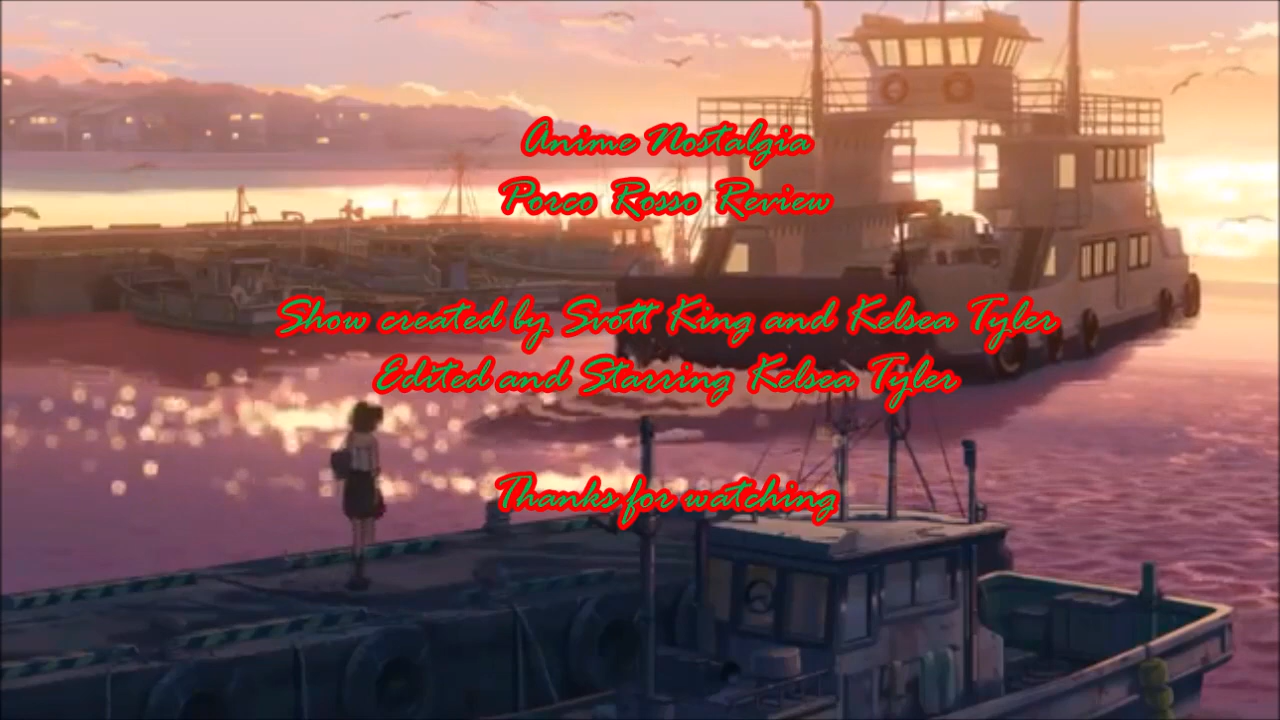 Anime Nostalgia
Porco Rosso Review
Show created by Svott King and Kelsea Tyler
Edited and Starring Kelsea Tyler
Thanks for watching